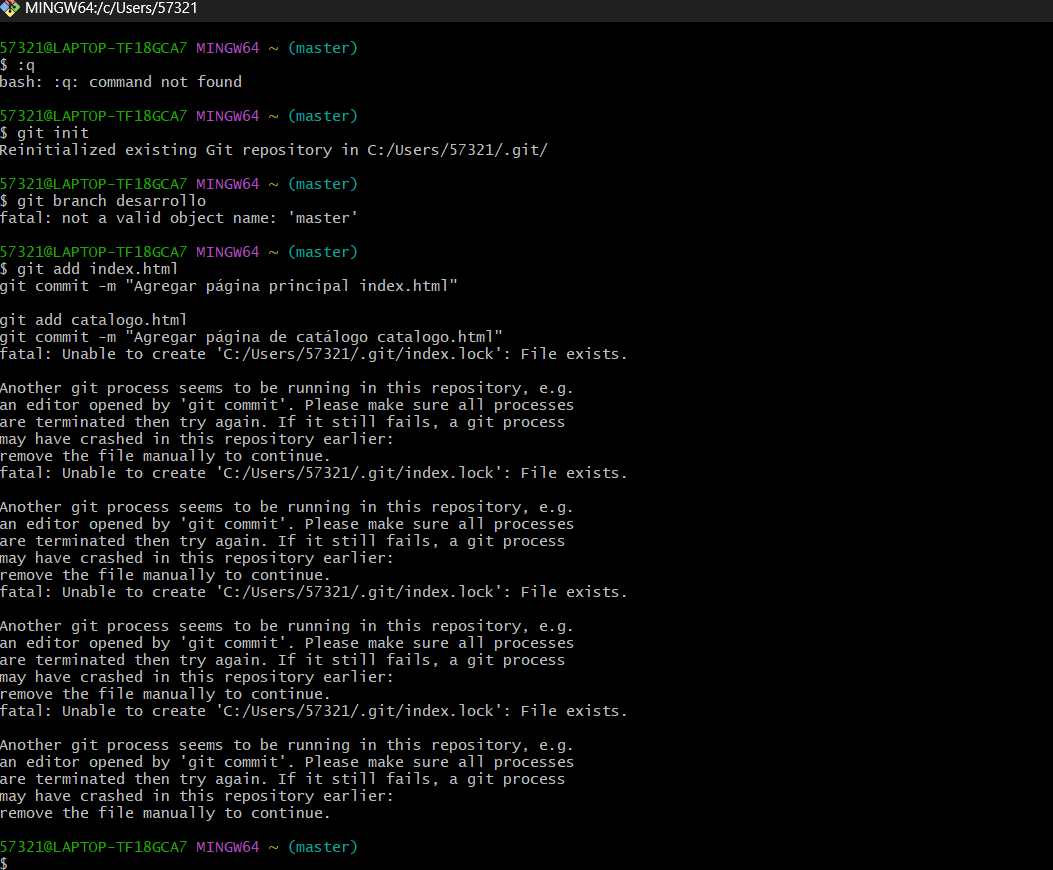 MINGW64:/c/Users/57321
57321@LAPTOP-TF18GCA7 MINGW64 ~ (master)
$ :q
bash: :q: command not found
57321@LAPTOP-TF18GCA7 MINGW64 ~ (master)
$ git init
Reinitialized existing Git repository in C:/Users/57321/.git/
57321@LAPTOP-TF18GCA7 MINGW64 ~ (master)
$ git branch desarrollo
fatal: not a valid object name: 'master'
57321@LAPTOP-TF18GCA7 MINGW64 ~ (master)
$ git add index.html
git commit -m "Agregar página principal index.html"
git add catalogo.html
git commit -m "Agregar página de catálogo catalogo.html"
fatal: Unable to create 'C:/Users/57321/.git/index.lock': File exists.
Another git process seems to be running in this repository, e.g.
an editor opened by 'git commit'. Please make sure all processes
are terminated then try again. If it still fails, a git process
may have crashed in this repository earlier:
remove the file manually to continue.
fatal: Unable to create 'C:/Users/57321/.git/index.lock': File exists.
Another git process seems to be running in this repository, e.g.
an editor opened by 'git commit'. Please make sure all processes
are terminated then try again. If it still fails, a git process
may have crashed in this repository earlier:
remove the file manually to continue.
fatal: Unable to create 'C:/Users/57321/.git/index.lock': File exists.
Another git process seems to be running in this repository, e.g.
an editor opened by 'git commit'. Please make sure all processes
are terminated then try again. If it still fails, a git process
may have crashed in this repository earlier:
remove the file manually to continue.
fatal: Unable to create 'C:/Users/57321/.git/index.lock': File exists.
Another git process seems to be running in this repository, e.g.
an editor opened by 'git commit'. Please make sure all processes
are terminated then try again. If it still fails, a git process
may have crashed in this repository earlier:
remove the file manually to continue.
57321@LAPTOP-TF18GCA7 MINGW64 ~ (master)
$